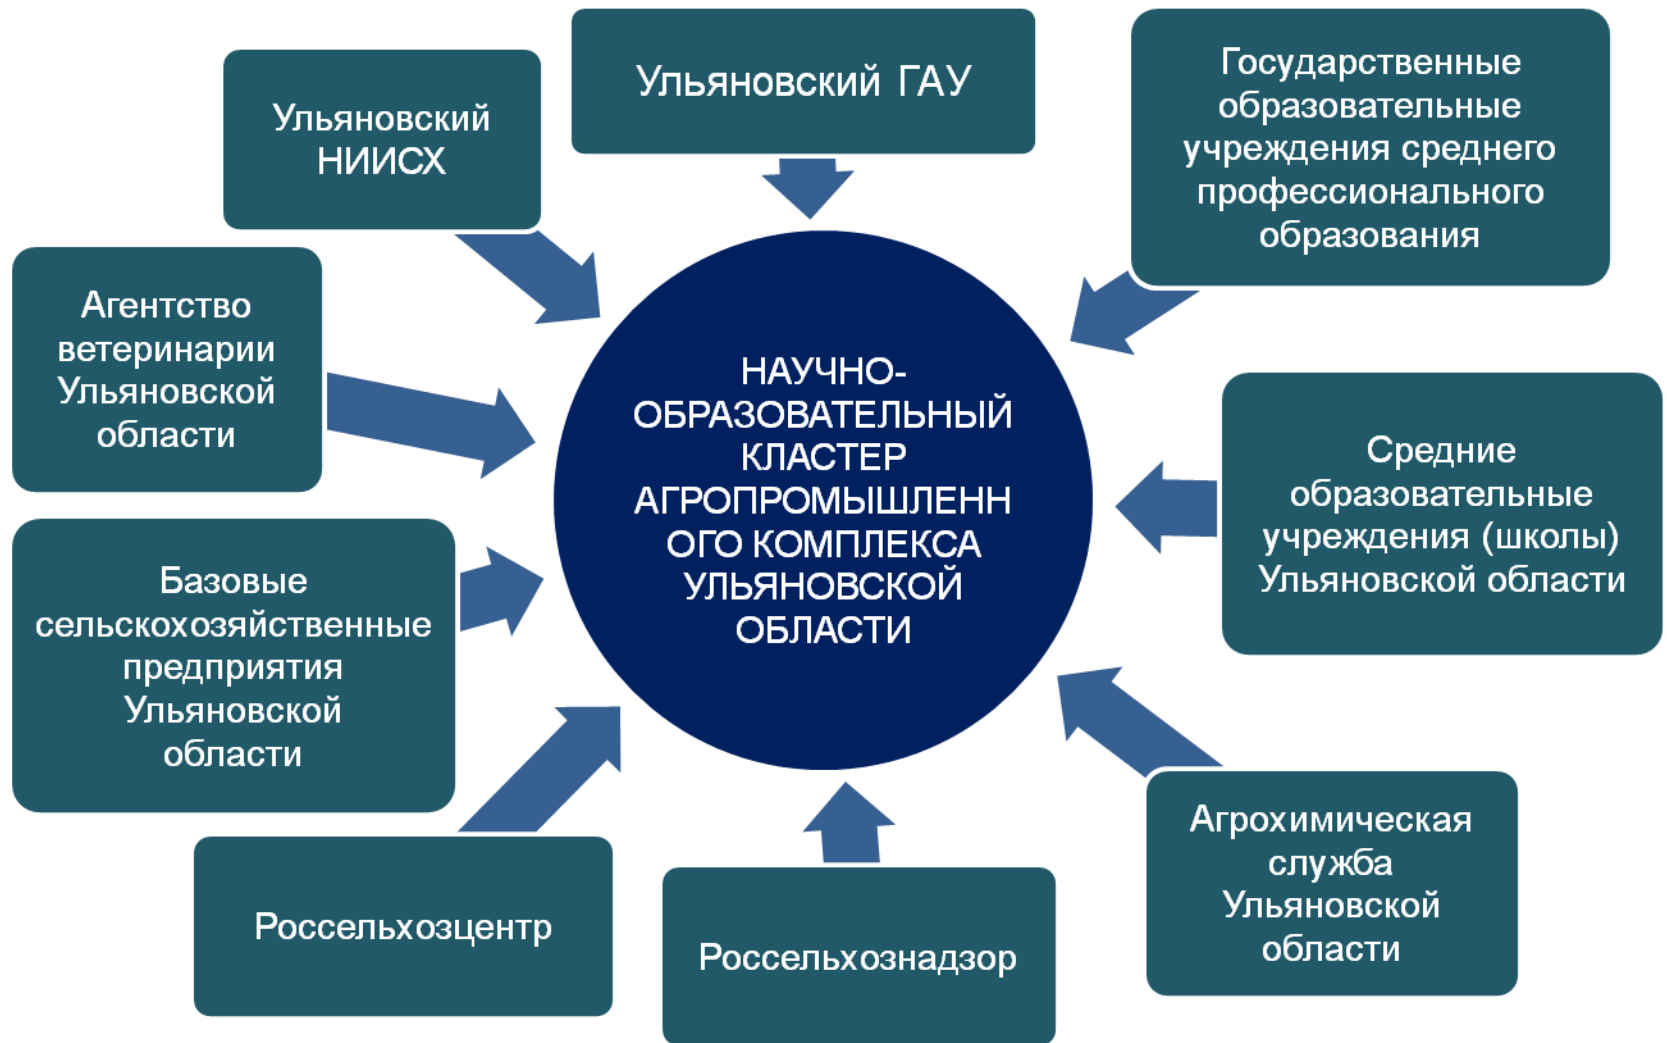 Ульяновский ГАУ
Государственные
образовательные
учреждения среднего
профессионального
образования
Ульяновский
НИИСХ
Агентство
ветеринарии
Ульяновской
области
НАУЧНО-
ОБРАЗОВАТЕЛЬНЫЙ
КЛАСТЕР
АГРОПРОМЫШЛЕНН
ОГО КОМПЛЕКСА
УЛЬЯНОВСКОЙ
ОБЛАСТИ
Средние
образовательные
учреждения (школы)
Ульяновской области
Базовые
сельскохозяйственные
предприятия
Ульяновской
области
Агрохимическая
служба
Ульяновской
области
Россельхозцентр
Россельхознадзор